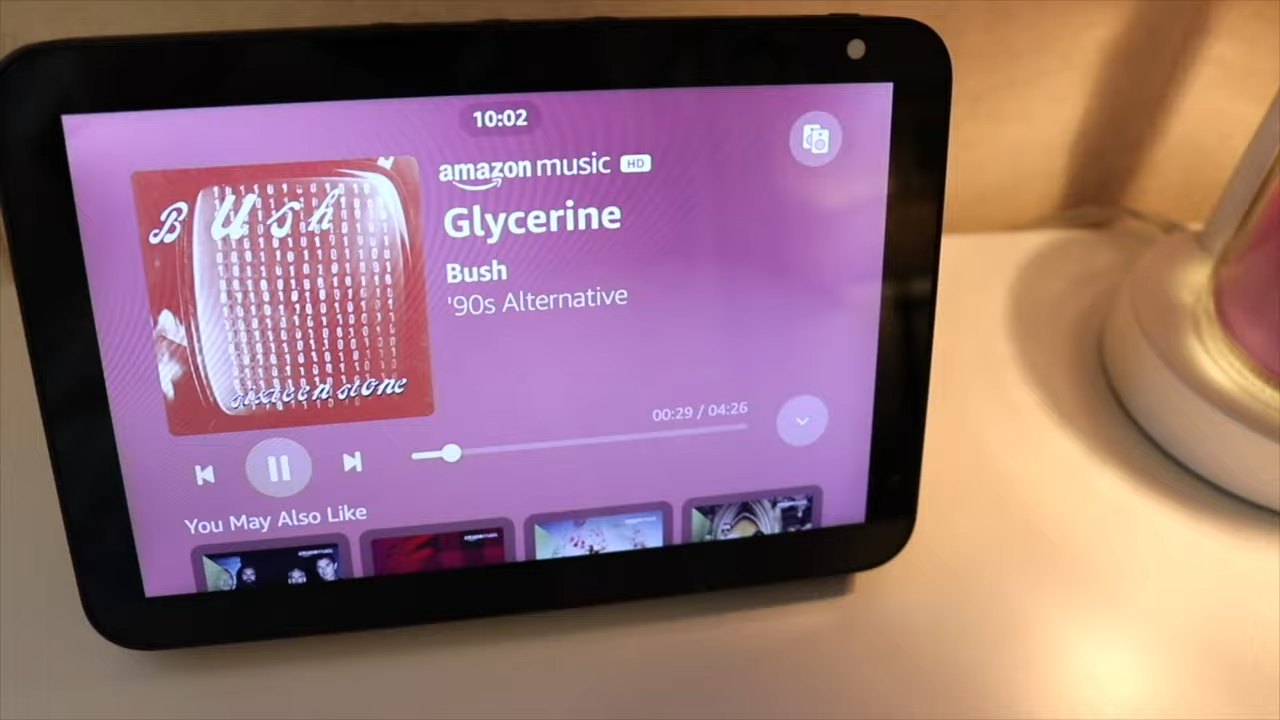 10:02
amazon music HD
Glycerine
Bush
'90s Alternative
Bush
sixteen stone
00:29 / 04:26
You May Also Like